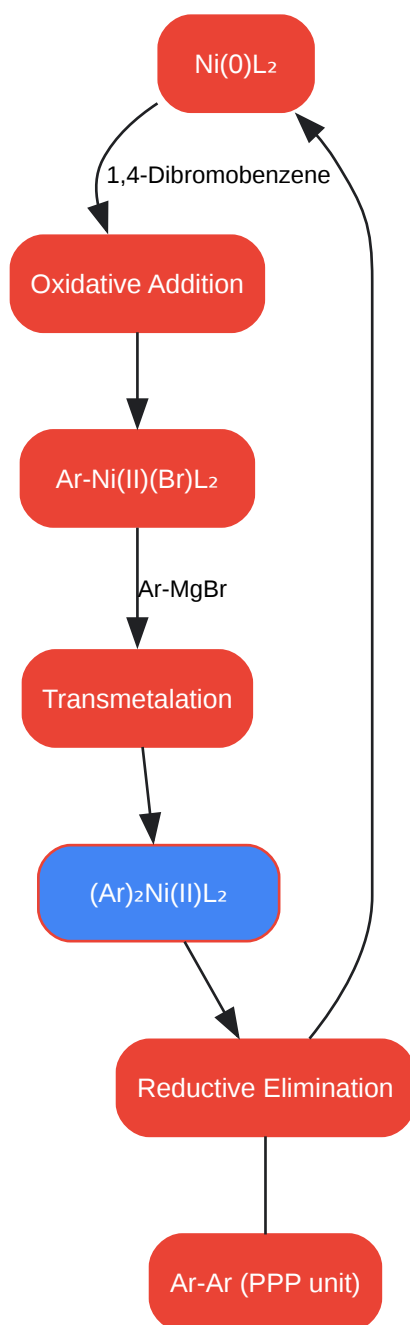 Ni(0)L₂
1,4-Dibromobenzene
Oxidative Addition
Ar-Ni(II)(Br)L₂
Ar-MgBr
Transmetalation
(Ar)₂Ni(II)L₂
Reductive Elimination
Ar-Ar (PPP unit)